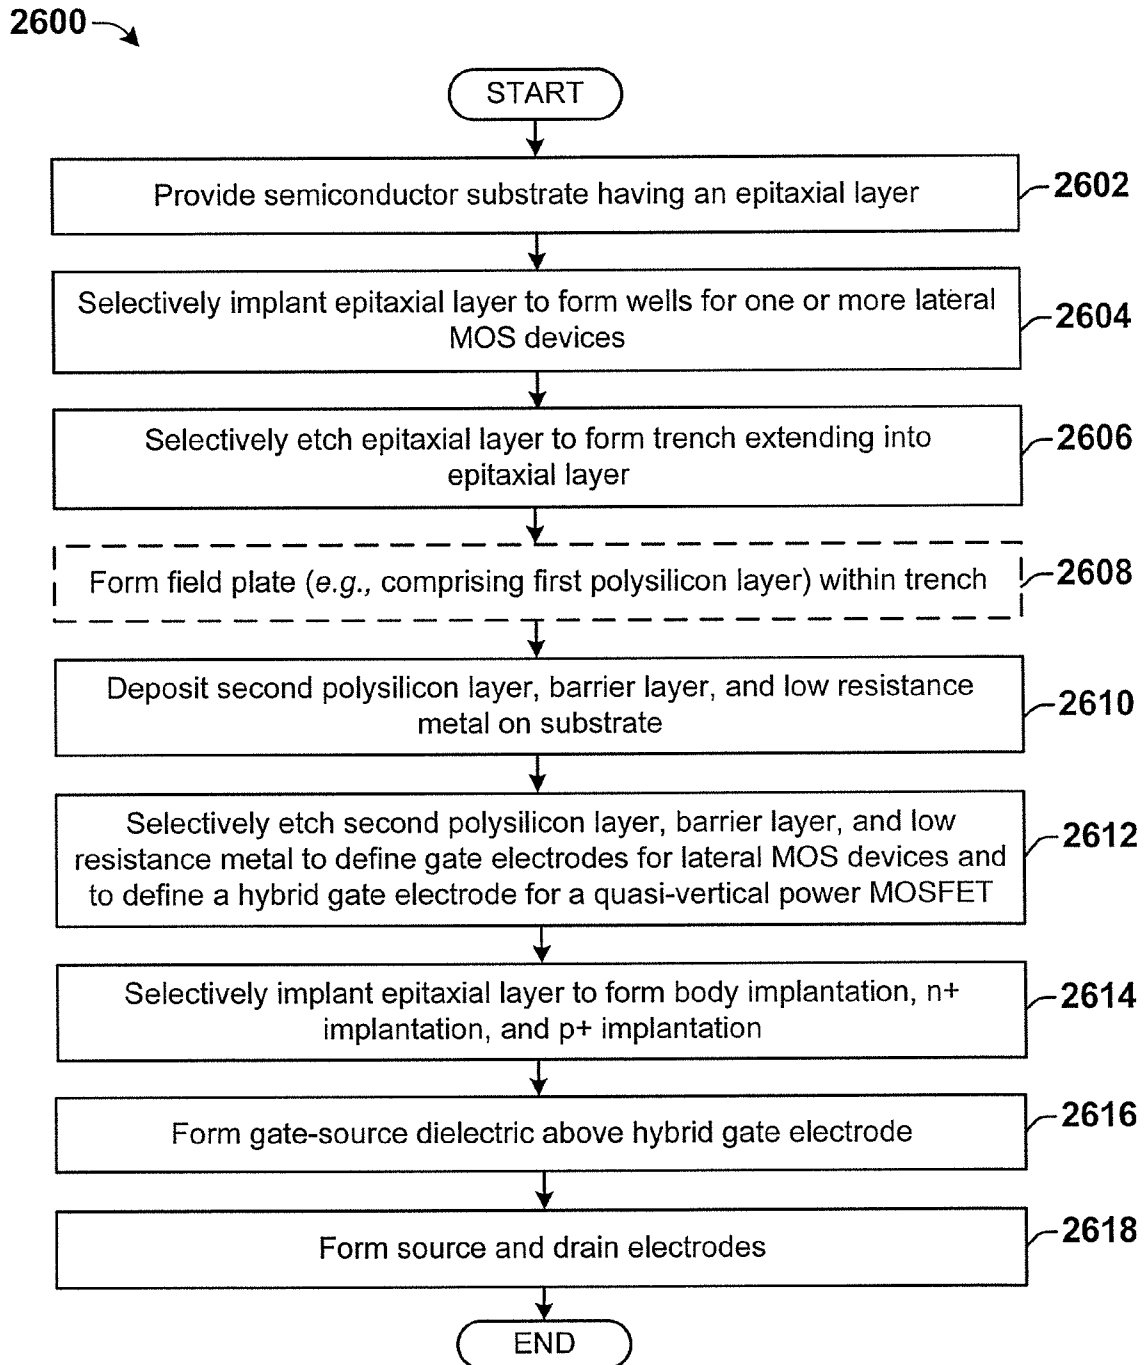 2600
START
Provide semiconductor substrate having an epitaxial layer
2602
Selectively implant epitaxial layer to form wells for one or more lateral
MOS devices
2604
Selectively etch epitaxial layer to form trench extending into
epitaxial layer
2606
Form field plate (e.g., comprising first polysilicon layer) within trench
2608
Deposit second polysilicon layer, barrier layer, and low resistance
metal on substrate
2610
Selectively etch second polysilicon layer, barrier layer, and low
resistance metal to define gate electrodes for lateral MOS devices and
to define a hybrid gate electrode for a quasi-vertical power MOSFET
2612
Selectively implant epitaxial layer to form body implantation, n+
implantation, and p+ implantation
2614
Form gate-source dielectric above hybrid gate electrode
2616
Form source and drain electrodes
2618
END